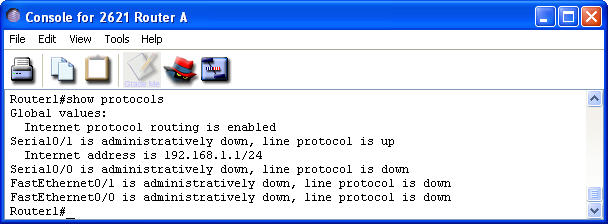 Console for 2621 Router A
File Edit View Tools Help
Grade Me
Router1#show protocols
Global values:
  Internet protocol routing is enabled
Serial0/1 is administratively down, line protocol is up
  Internet address is 192.168.1.1/24
Serial0/0 is administratively down, line protocol is down
FastEthernet0/1 is administratively down, line protocol is down
FastEthernet0/0 is administratively down, line protocol is down
Router1#_